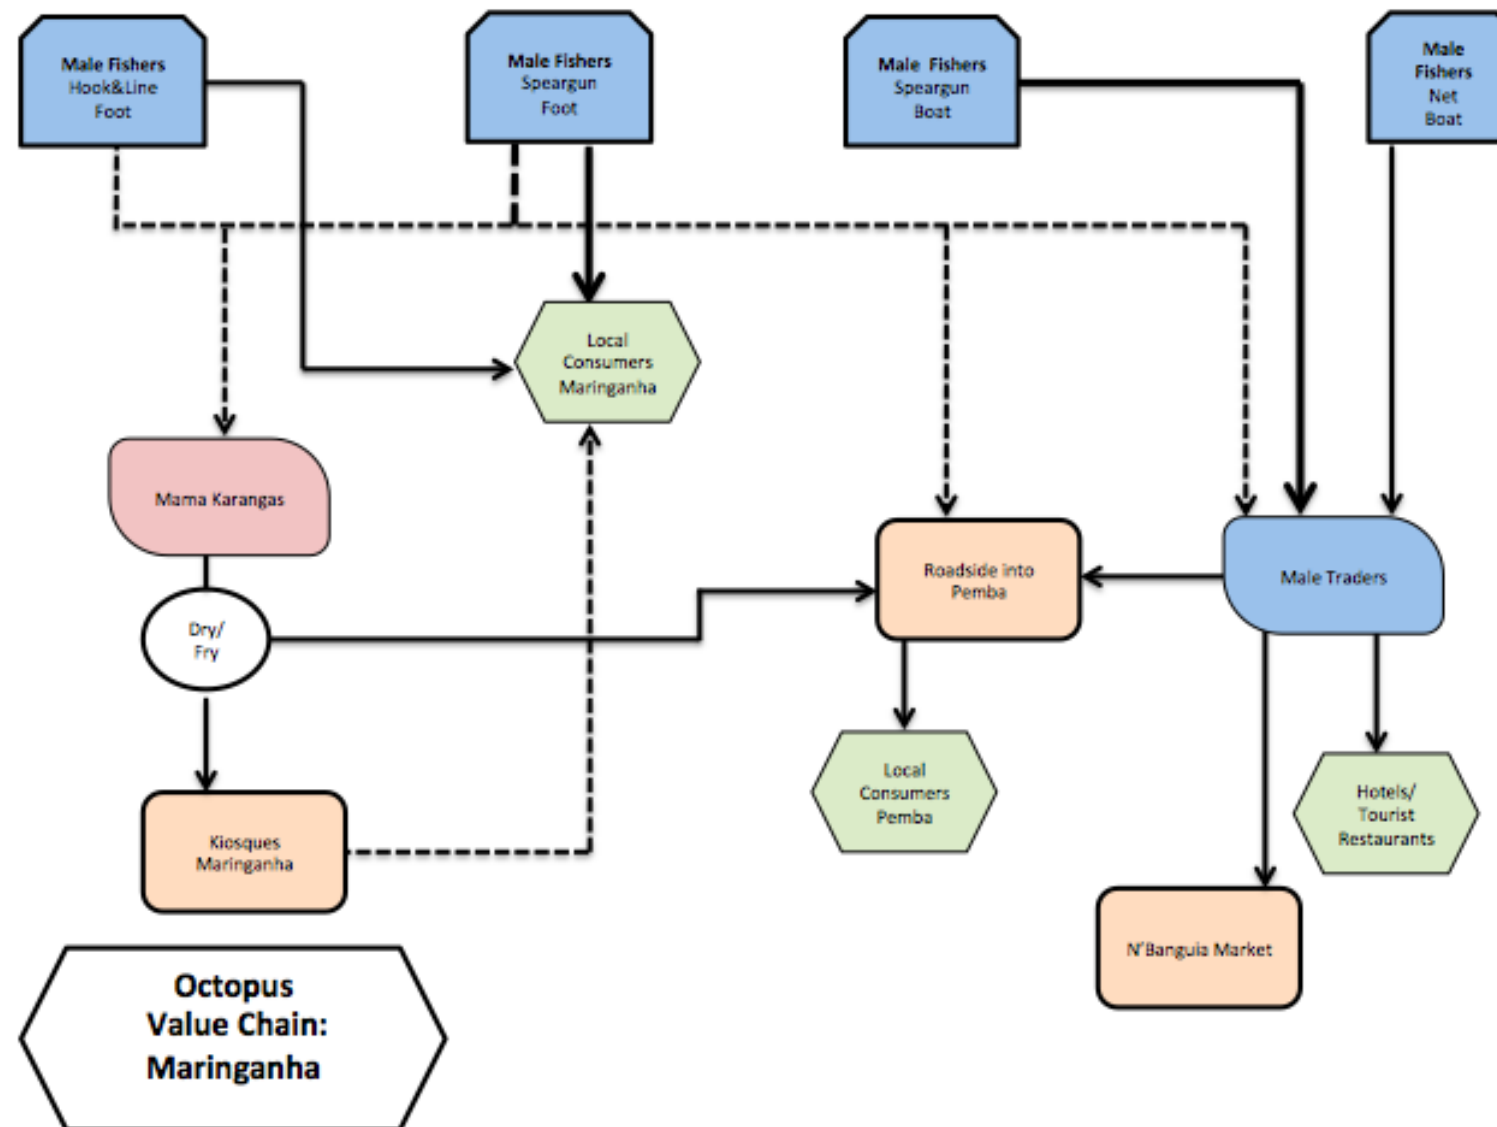 Male Fishers
Hook&Line
Foot
Male Fishers
Speargun
Foot
Male Fishers
Speargun
Boat
Male
Fishers
Net
Boat
Local
Consumers
Maringanha
Mama Karangas
Roadside into
Pemba
Male Traders
Dry/
Fry
Local
Consumers
Pemba
Hotels/
Tourist
Restaurants
Kiosques
Maringanha
N'Banguia Market
Octopus
Value Chain:
Maringanha